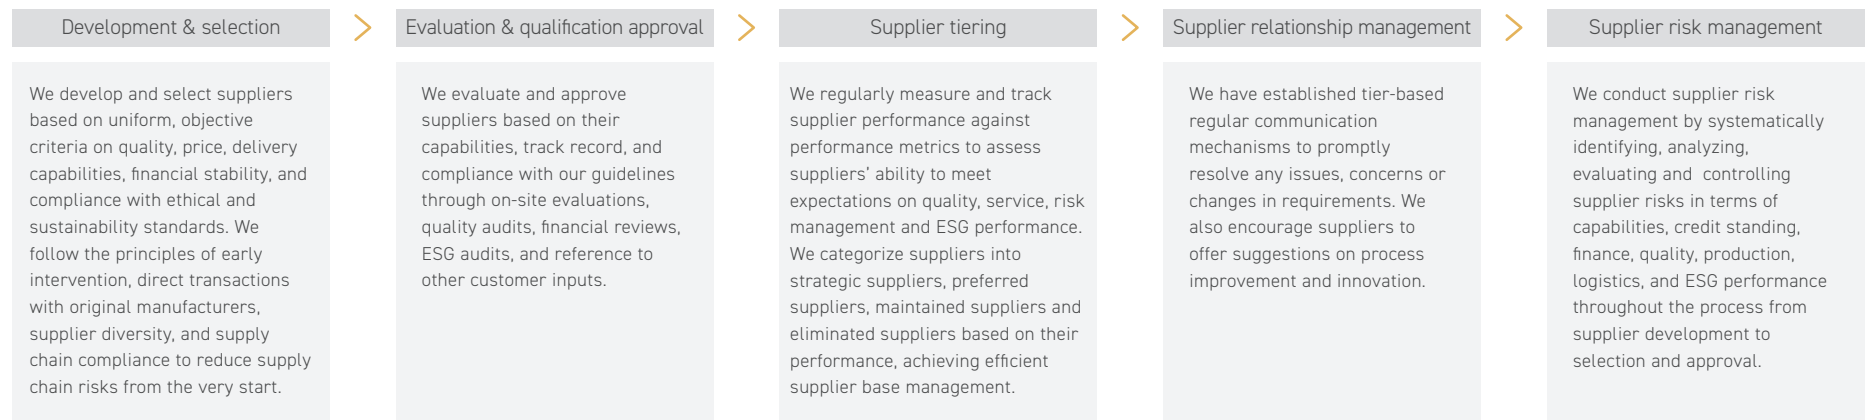 Development & selection
We develop and select suppliers
based on uniform, objective
criteria on quality, price, delivery
capabilities, financial stability, and
compliance with ethical and
sustainability standards. We
follow the principles of early
intervention, direct transactions
with original manufacturers,
supplier diversity, and supply
chain compliance to reduce supply
chain risks from the very start.
Evaluation & qualification approval
We evaluate and approve
suppliers based on their
capabilities, track record, and
compliance with our guidelines
through on-site evaluations,
quality audits, financial reviews,
ESG audits, and reference to
other customer inputs.
Supplier tiering
We regularly measure and track
supplier performance against
performance metrics to assess
suppliers’ ability to meet
expectations on quality, service, risk
management and ESG performance.
We categorize suppliers into
strategic suppliers, preferred
suppliers, maintained suppliers and
eliminated suppliers based on their
performance, achieving efficient
supplier base management.
Supplier relationship management
We have established tier-based
regular communication
mechanisms to promptly
resolve any issues, concerns or
changes in requirements. We
also encourage suppliers to
offer suggestions on process
improvement and innovation.
Supplier risk management
We conduct supplier risk
management by systematically
identifying, analyzing,
evaluating and controlling
supplier risks in terms of
capabilities, credit standing,
finance, quality, production,
logistics, and ESG performance
throughout the process from
supplier development to
selection and approval.